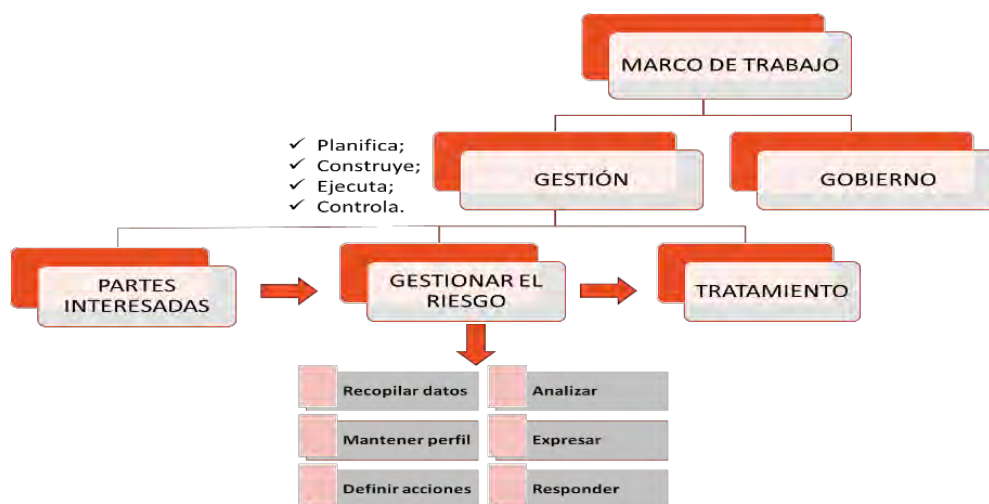 MARCO DE TRABAJO
✓ Planifica;
✓ Construye;
✓ Ejecuta;
✓ Controla.
GESTIÓN
GOBIERNO
PARTES
INTERESADAS
GESTIONAR EL
RIESGO
TRATAMIENTO
Recopilar datos
Analizar
Mantener perfil
Expresar
Definir acciones
Responder